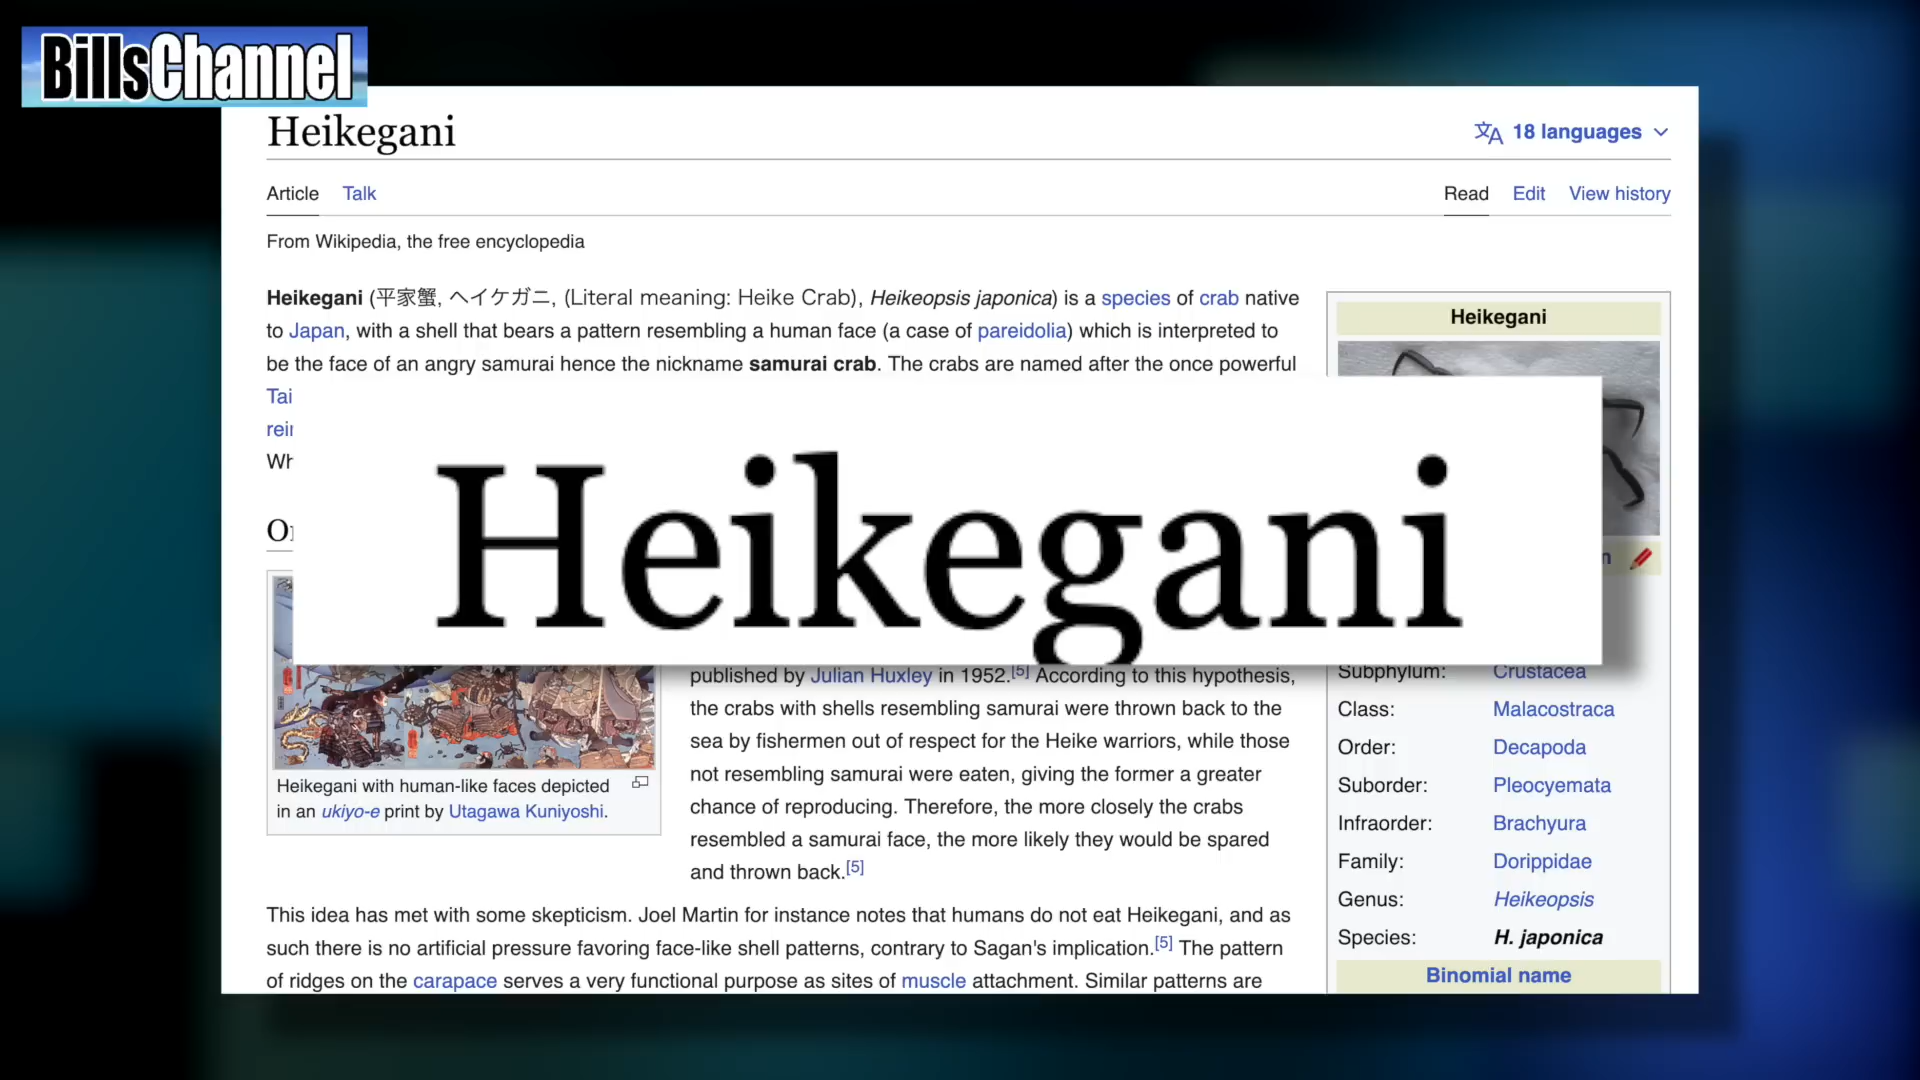 BillsChannel
Heikegani
18 languages
Article Talk
Read Edit View history
From Wikipedia, the free encyclopedia
Heikegani (平家蟹, ヘイケガニ, (Literal meaning: Heike Crab), Heikeopsis japonica) is a species of crab native
to Japan, with a shell that bears a pattern resembling a human face (a case of pareidolia) which is interpreted to
be the face of an angry samurai hence the nickname samurai crab. The crabs are named after the once powerful
Tai
Heikegani
published by Julian Huxley in 1952.[5] According to this hypothesis,
the crabs with shells resembling samurai were thrown back to the
sea by fishermen out of respect for the Heike warriors, while those
not resembling samurai were eaten, giving the former a greater
chance of reproducing. Therefore, the more closely the crabs
resembled a samurai face, the more likely they would be spared
and thrown back.[5]
Heikegani with human-like faces depicted
in an ukiyo-e print by Utagawa Kuniyoshi.
This idea has met with some skepticism. Joel Martin for instance notes that humans do not eat Heikegani, and as
such there is no artificial pressure favoring face-like shell patterns, contrary to Sagan's implication.[5] The pattern
of ridges on the carapace serves a very functional purpose as sites of muscle attachment. Similar patterns are
Heikegani
Subphylum: Crustacea
Class: Malacostraca
Order: Decapoda
Suborder: Pleocyemata
Infraorder: Brachyura
Family: Dorippidae
Genus: Heikeopsis
Species: H. japonica
Binomial name